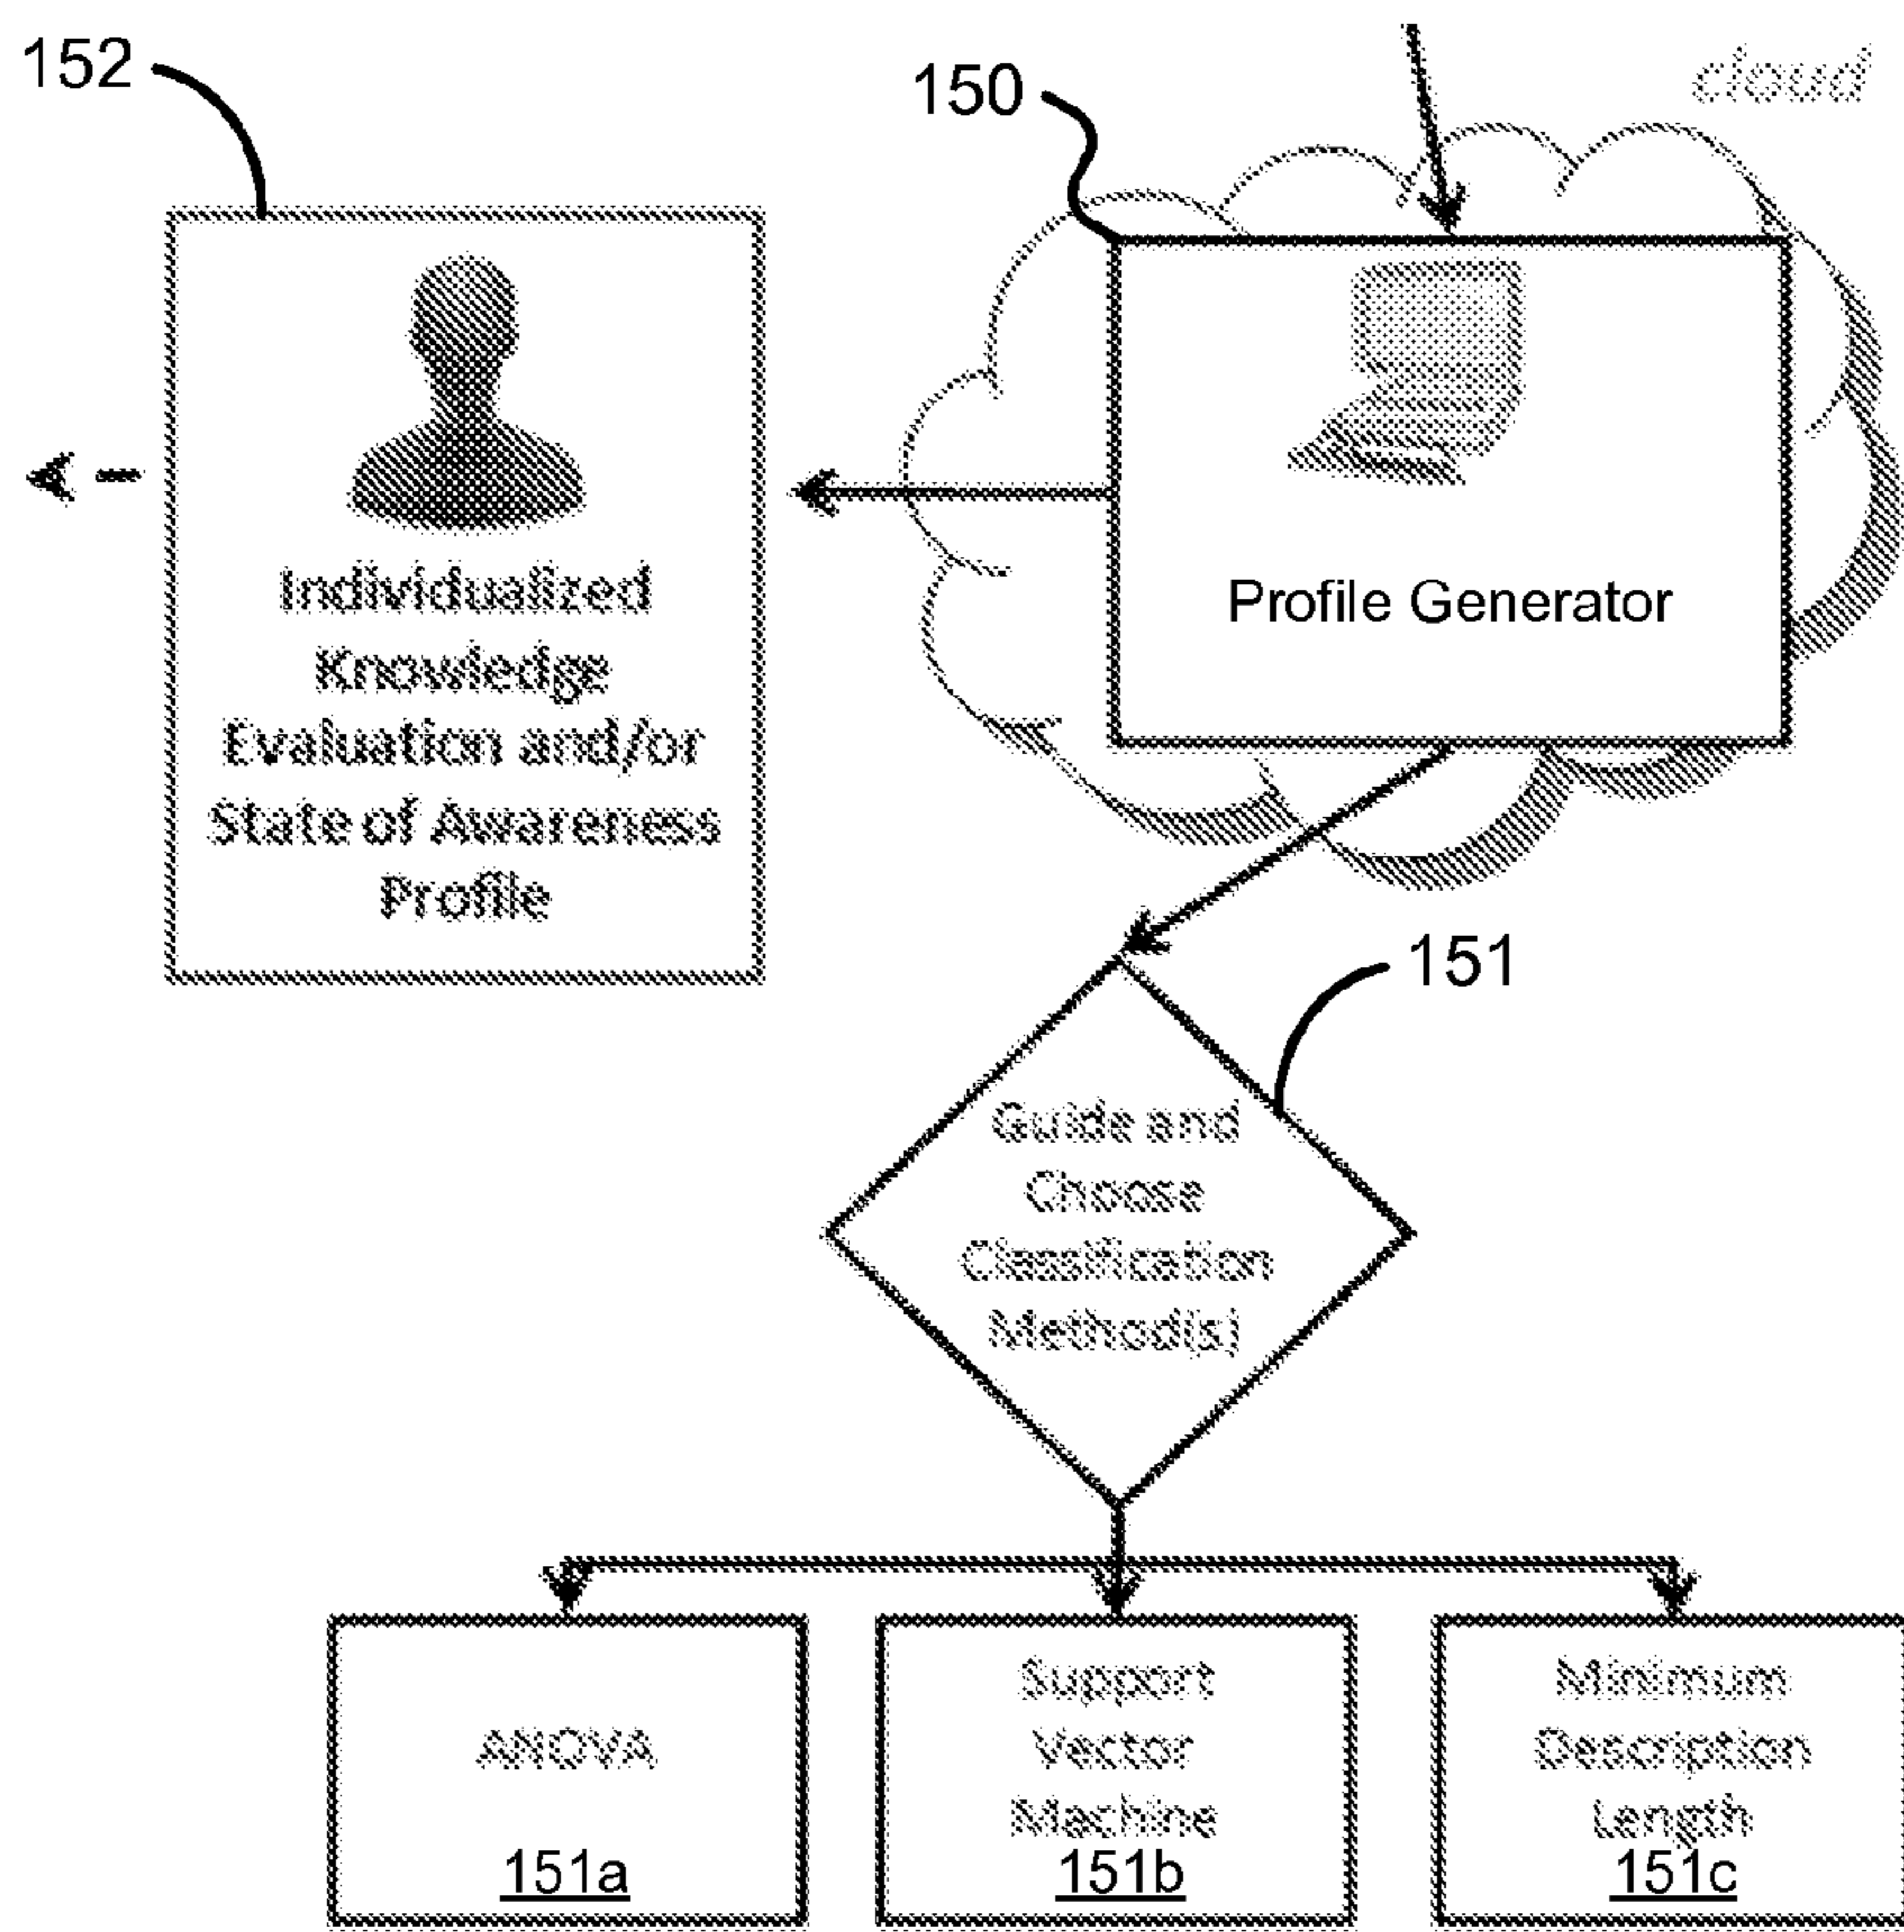 152
150
cloud
Individualized
Knowledge
Evaluation and/or
State of Awareness
Profile
Profile Generator
151
Guide and
Choose
Classification
Method(s)
ANOVA
151a
Support
Vector
Machine
151b
Minimum
Description
Length
151c